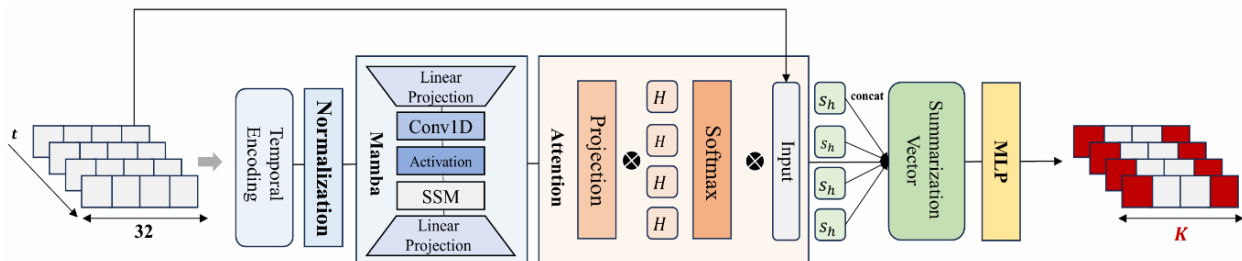 t
32
Temporal
Encoding
Normalization
Mamba
Linear
Projection
Conv1D
Activation
SSM
Linear
Projection
Attention
Projection
H
H
H
H
Softmax
Input
S_h
S_h
S_h
S_h
concat
Summarization
Vector
MLP
K